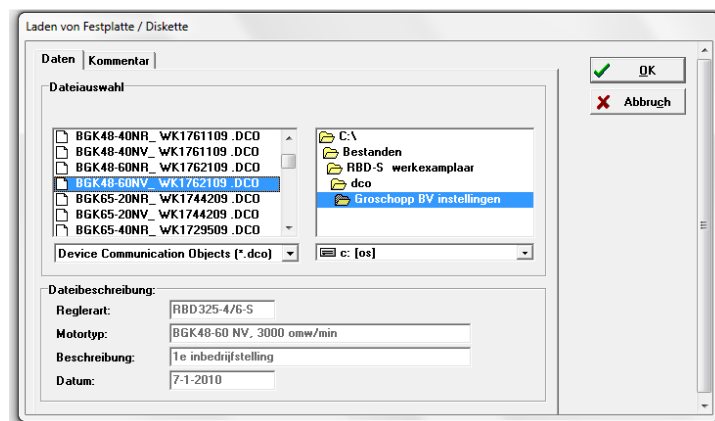 Laden von Festplatte / Diskette
Daten Kommentar
Dateiauswahl
BGK48-40NR_ WK1761109 .DCO
BGK48-40NV_ WK1761109 .DCO
BGK48-60NR_ WK1762109 .DCO
BGK48-60NV_ WK1762109 .DCO
BGK65-20NR_ WK1744209 .DCO
BGK65-20NV_ WK1744209 .DCO
BGK65-40NR_ WK1729509 .DCO
Device Communication Objects (*.dco)
C:\
Bestanden
RBD-S werkexamplaar
dco
Groschopp BV instellingen
c: [os]
OK
Abbruch
Dateibeschreibung:
Reglerart: RBD325-4/6-S
Motortyp: BGK48-60 NV, 3000 omw/min
Beschreibung: 1e inbedrijfstelling
Datum: 7-1-2010